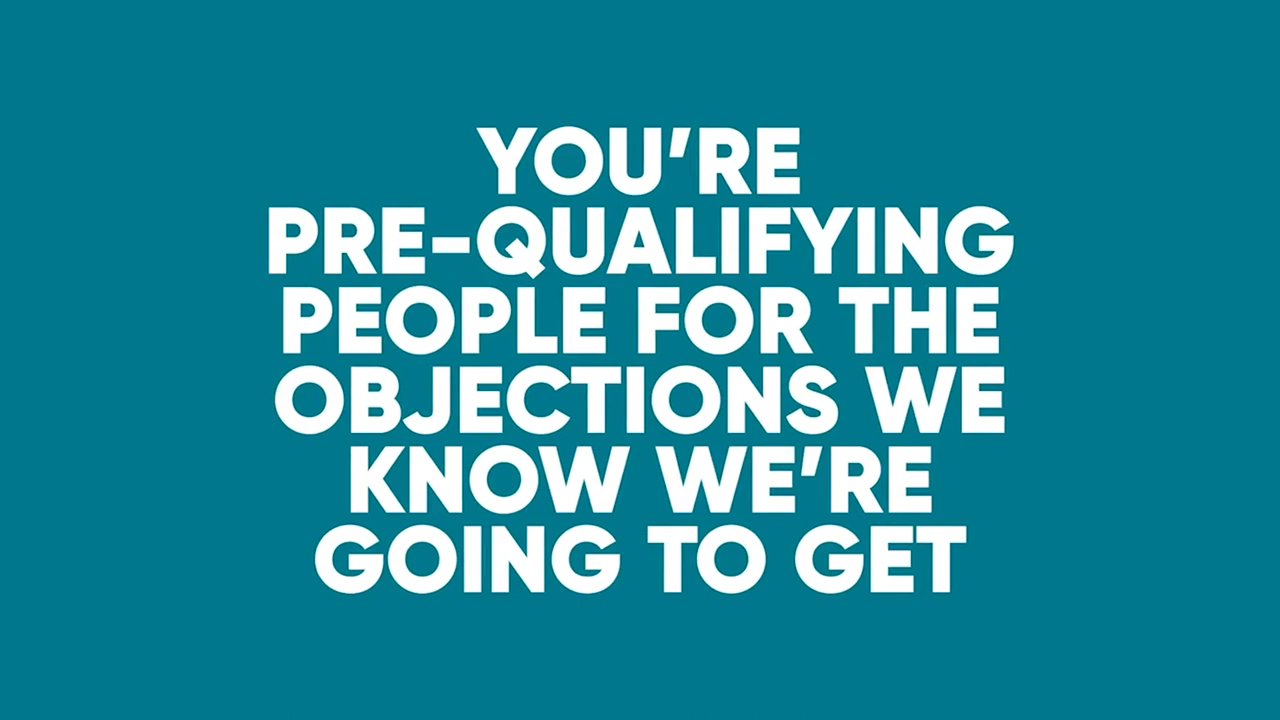 YOU’RE
PRE–QUALIFYING
PEOPLE FOR THE
OBJECTIONS WE
KNOW WE’RE
GOING TO GET